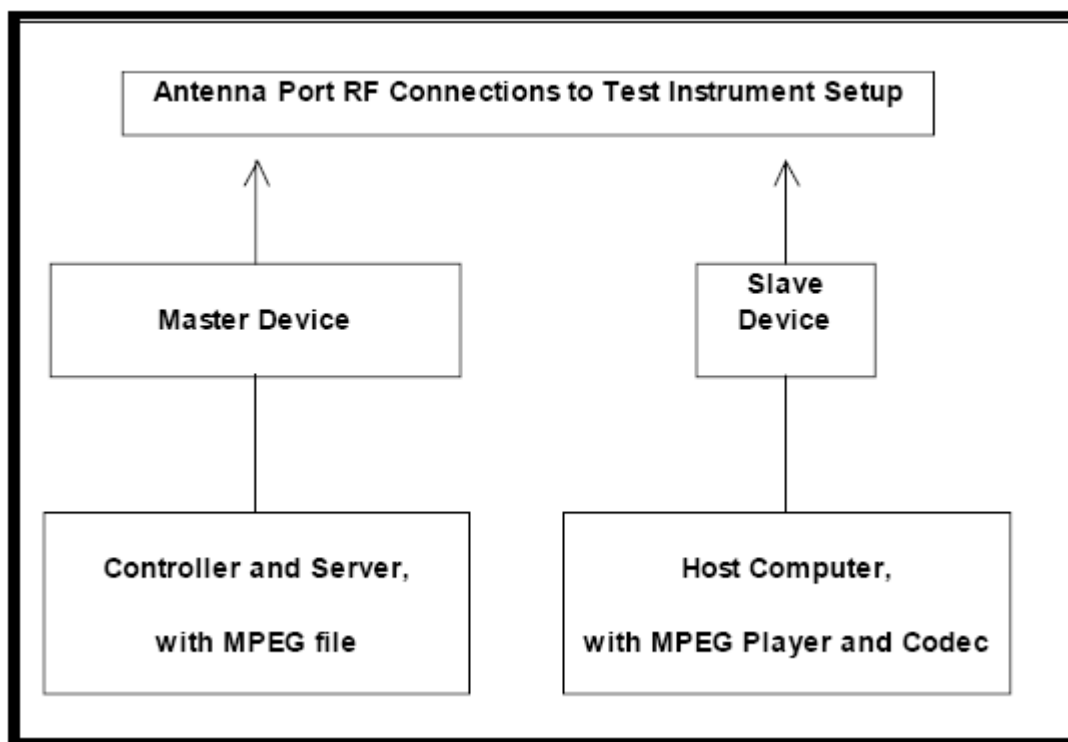 Antenna Port RF Connections to Test Instrument Setup
Master Device
Slave
Device
Controller and Server,
with MPEG file
Host Computer,
with MPEG Player and Codec